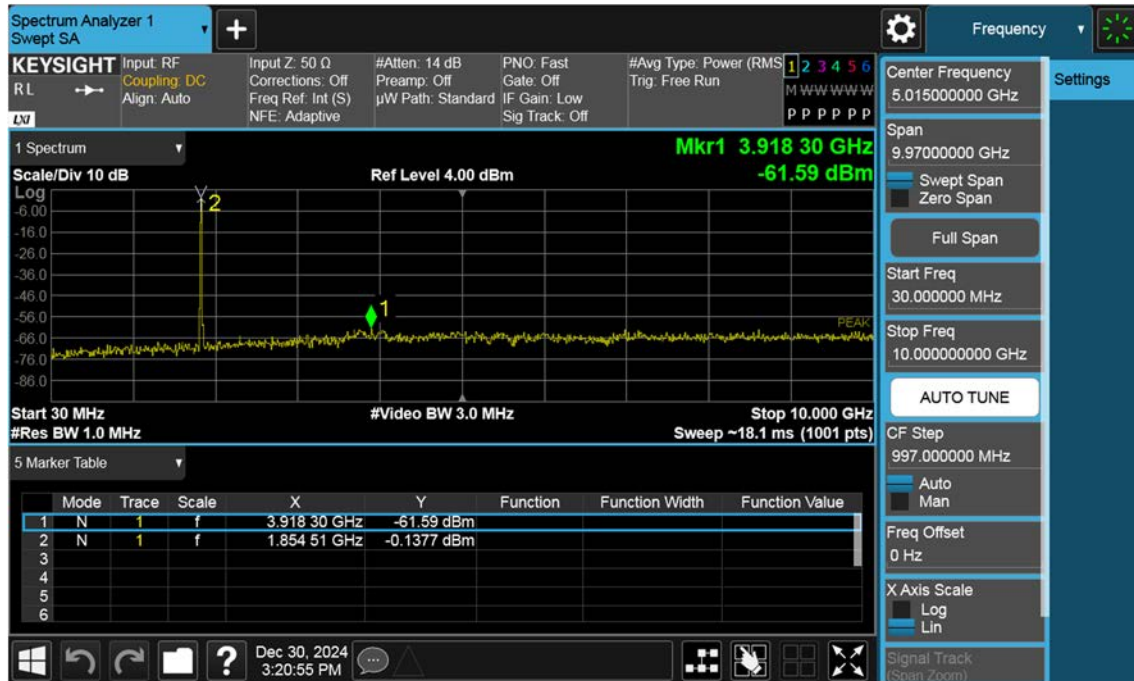 Spectrum Analyzer 1
Swept SA
+
Frequency
KEYSIGHT
RL
LXI
Input: RF
Coupling: DC
Align: Auto
Input Z: 50 Ω
Corrections: Off
Freq Ref: Int (S)
NFE: Adaptive
#Atten: 14 dB
Preamp: Off
µW Path: Standard
PNO: Fast
Gate: Off
IF Gain: Low
Sig Track: Off
#Avg Type: Power (RMS
Trig: Free Run
1 2 3 4 5 6
M W W W W W
P P P P P P
1 Spectrum
Mkr1 3.918 30 GHz
-61.59 dBm
Scale/Div 10 dB
Ref Level 4.00 dBm
Log
-6.00
-16.0
-26.0
-36.0
-46.0
-56.0
-66.0
-76.0
-86.0
2
1
PEAK
Start 30 MHz
#Video BW 3.0 MHz
Stop 10.000 GHz
#Res BW 1.0 MHz
Sweep ~18.1 ms (1001 pts)
5 Marker Table
Mode Trace Scale X Y Function Function Width Function Value
1 N 1 f 3.918 30 GHz -61.59 dBm
2 N 1 f 1.854 51 GHz -0.1377 dBm
3
4
5
6
?
Dec 30, 2024
3:20:55 PM
Center Frequency
5.015000000 GHz
Settings
Span
9.97000000 GHz
Swept Span
Zero Span
Full Span
Start Freq
30.000000 MHz
Stop Freq
10.000000000 GHz
AUTO TUNE
CF Step
997.000000 MHz
Auto
Man
Freq Offset
0 Hz
X Axis Scale
Log
Lin
Signal Track
(Span Zoom)